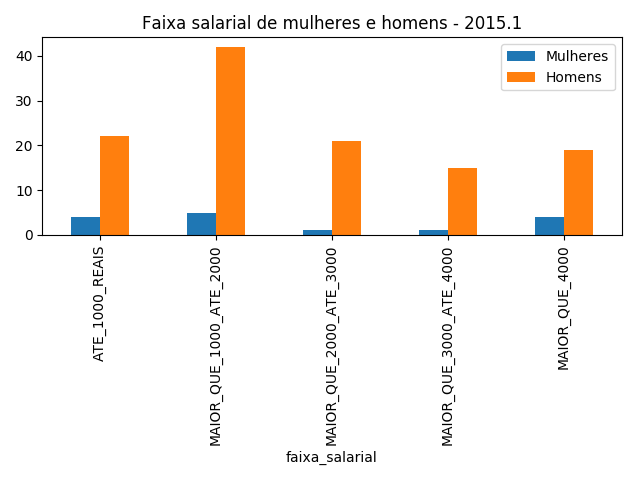 Faixa salarial de mulheres e homens - 2015.1
Mulheres
Homens
40
30
20
10
0
ATE_1000_REAIS
MAIOR_QUE_1000_ATE_2000
MAIOR_QUE_2000_ATE_3000
MAIOR_QUE_3000_ATE_4000
MAIOR_QUE_4000
faixa_salarial